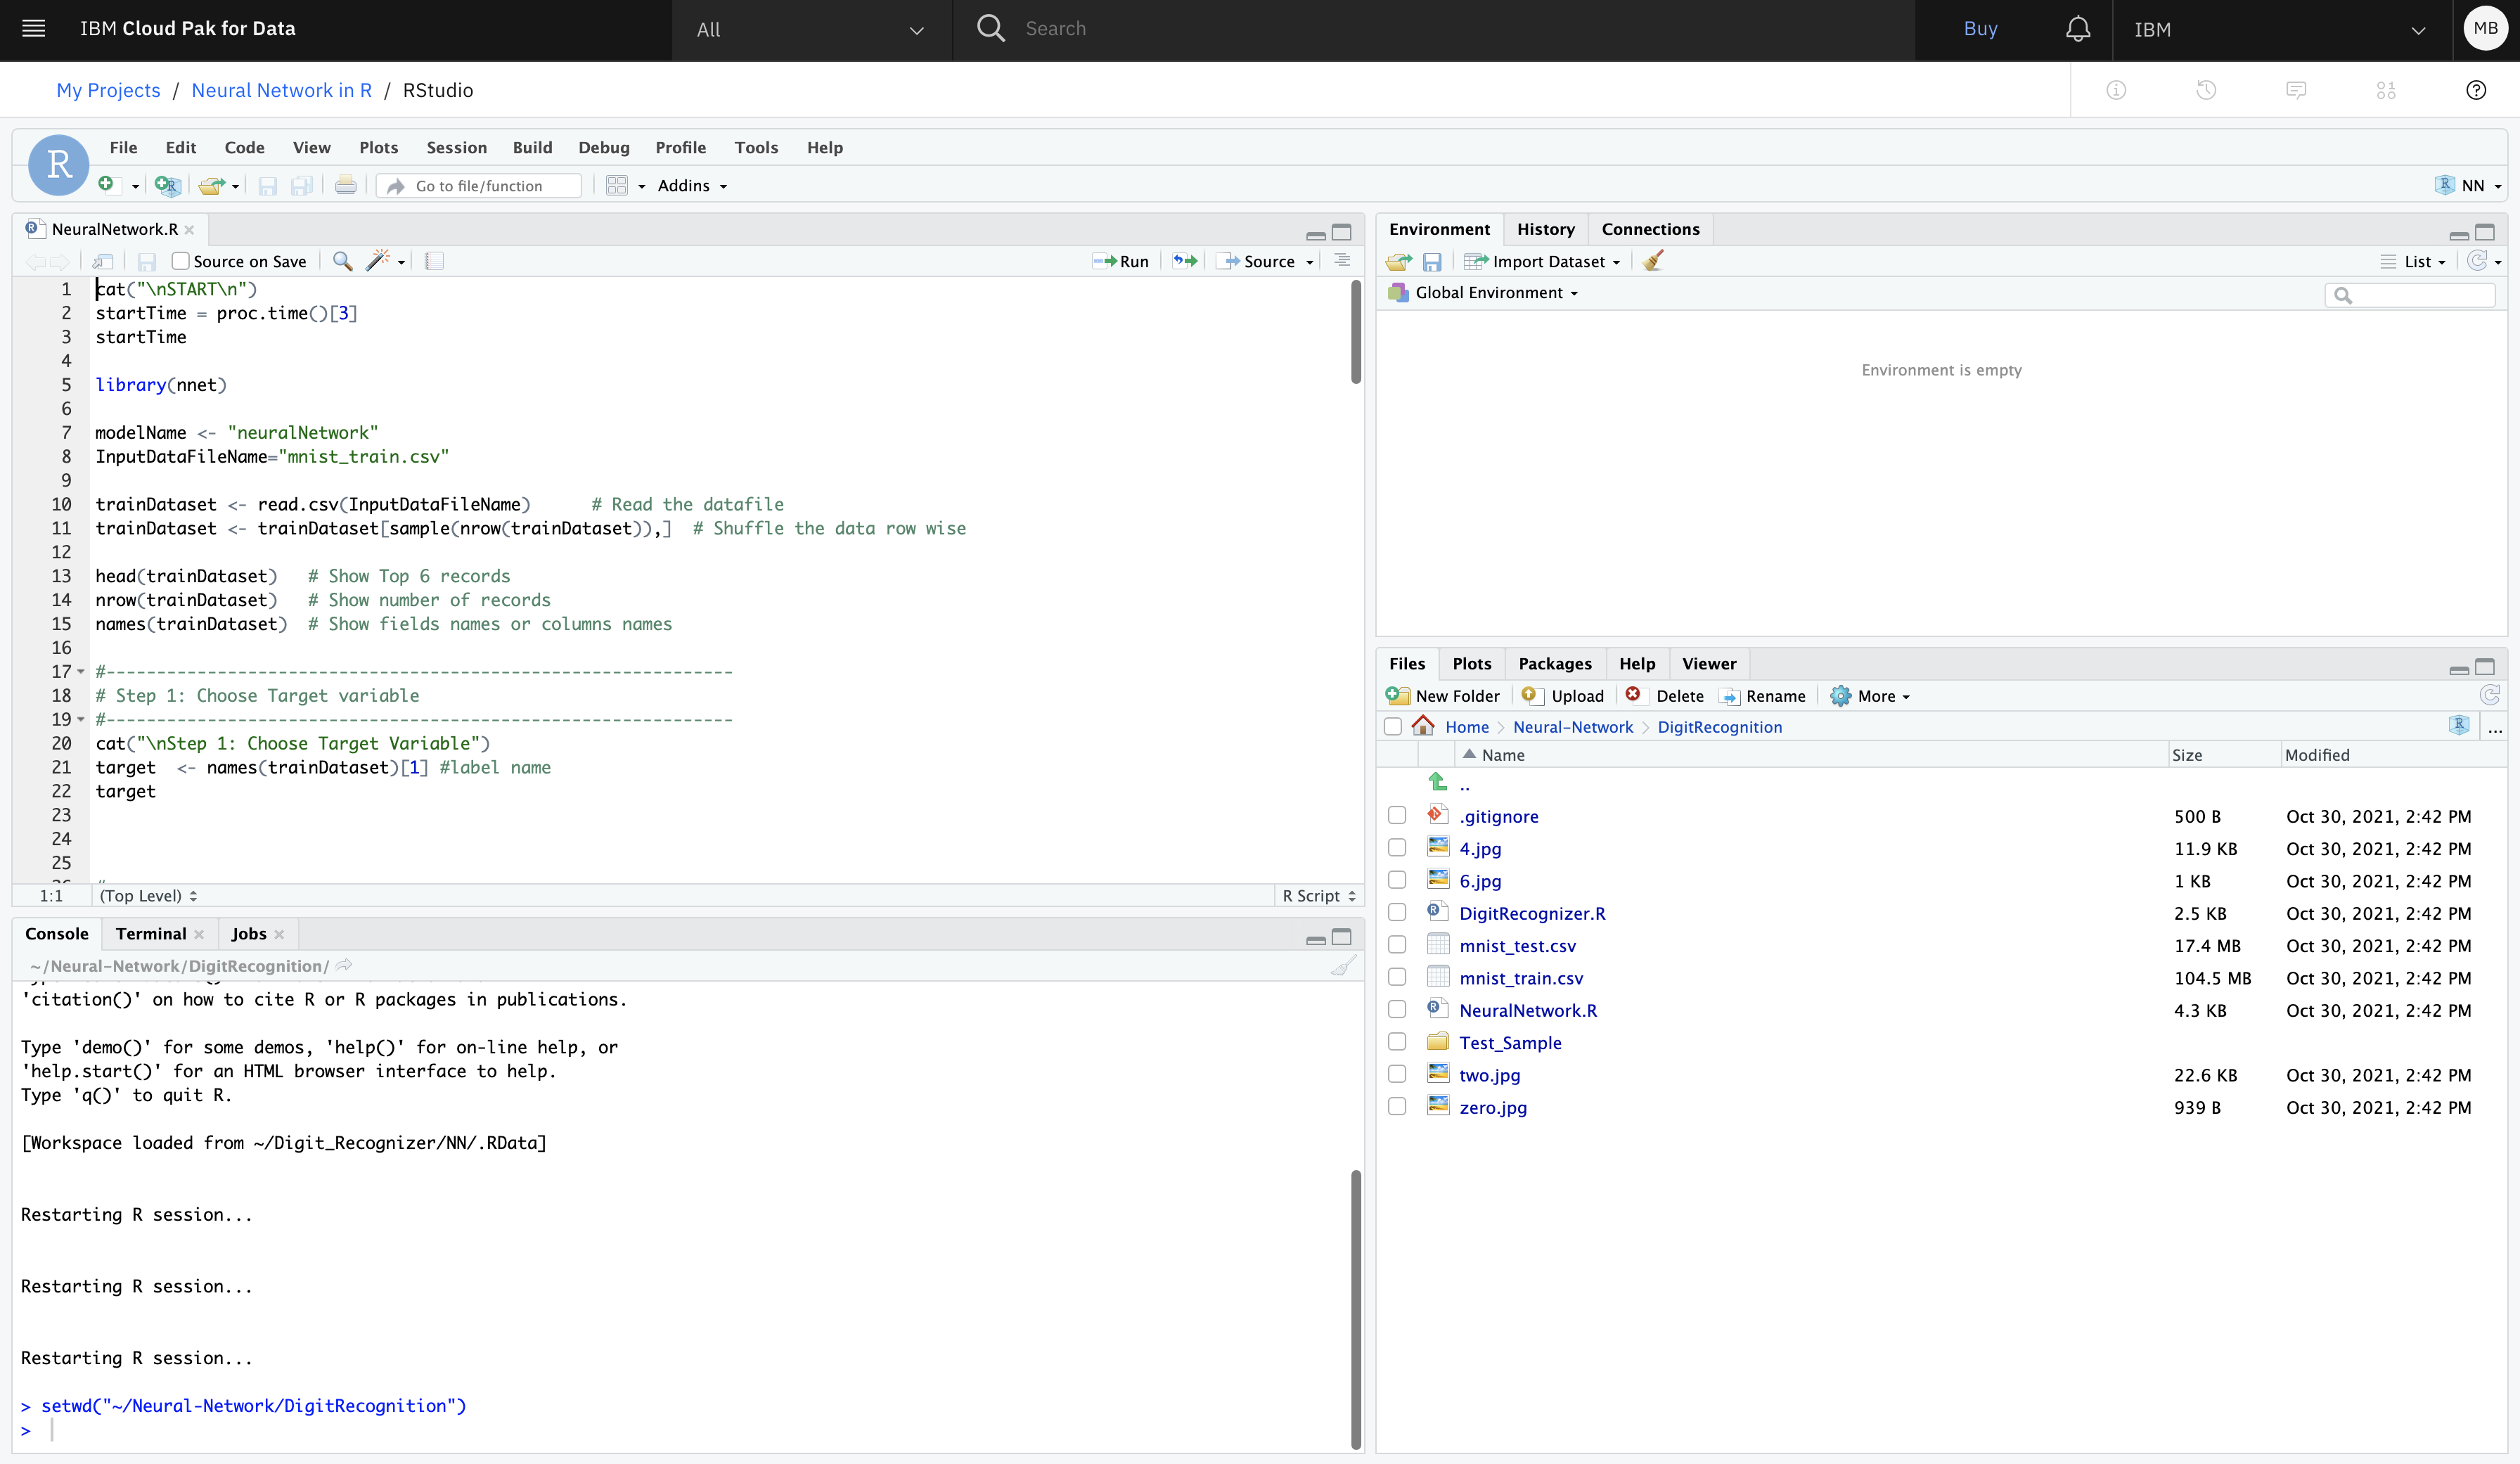 IBM Cloud Pak for Data
All
Search
Buy
IBM
MB
My Projects / Neural Network in R / RStudio
R
File Edit Code View Plots Session Build Debug Profile Tools Help
Go to file/function
Addins
NN
NeuralNetwork.R
Source on Save
Run
Source
1 cat("\nSTART\n")
2 startTime = proc.time()[3]
3 startTime
4
5 library(nnet)
6
7 modelName <- "neuralNetwork"
8 InputDataFileName="mnist_train.csv"
9
10 trainDataset <- read.csv(InputDataFileName)      # Read the datafile
11 trainDataset <- trainDataset[sample(nrow(trainDataset)),]  # Shuffle the data row wise
12
13 head(trainDataset)   # Show Top 6 records
14 nrow(trainDataset)   # Show number of records
15 names(trainDataset)  # Show fields names or columns names
16
17 #--------------------------------------------------------------
18 # Step 1: Choose Target variable
19 #--------------------------------------------------------------
20 cat("\nStep 1: Choose Target Variable")
21 target  <- names(trainDataset)[1] #label name
22 target
23
24
25
1:1 (Top Level)
R Script
Console Terminal Jobs
~/Neural-Network/DigitRecognition/
'citation()' on how to cite R or R packages in publications.
Type 'demo()' for some demos, 'help()' for on-line help, or
'help.start()' for an HTML browser interface to help.
Type 'q()' to quit R.
[Workspace loaded from ~/Digit_Recognizer/NN/.RData]
Restarting R session...
Restarting R session...
Restarting R session...
> setwd("~/Neural-Network/DigitRecognition")
>
Environment History Connections
Import Dataset
List
Global Environment
Environment is empty
Files Plots Packages Help Viewer
New Folder Upload Delete Rename More
Home Neural-Network DigitRecognition
...
Name Size Modified
..
.gitignore 500 B Oct 30, 2021, 2:42 PM
4.jpg 11.9 KB Oct 30, 2021, 2:42 PM
6.jpg 1 KB Oct 30, 2021, 2:42 PM
DigitRecognizer.R 2.5 KB Oct 30, 2021, 2:42 PM
mnist_test.csv 17.4 MB Oct 30, 2021, 2:42 PM
mnist_train.csv 104.5 MB Oct 30, 2021, 2:42 PM
NeuralNetwork.R 4.3 KB Oct 30, 2021, 2:42 PM
Test_Sample
two.jpg 22.6 KB Oct 30, 2021, 2:42 PM
zero.jpg 939 B Oct 30, 2021, 2:42 PM